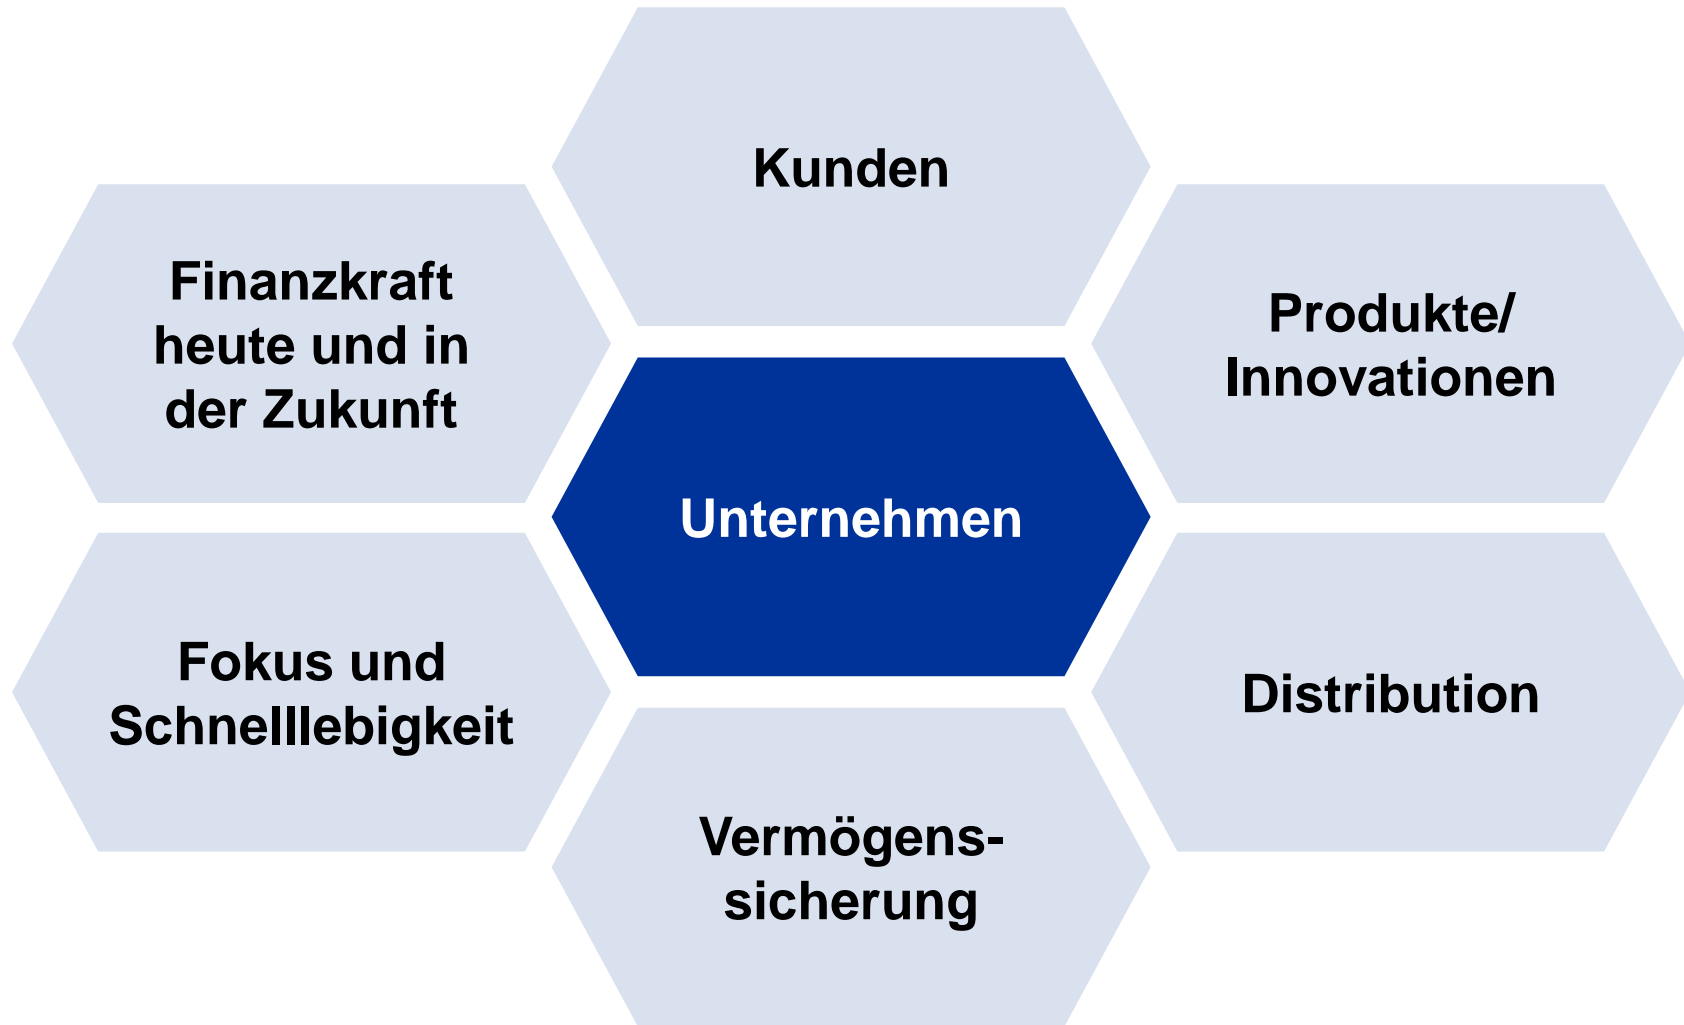 Kunden
Finanzkraft
heute und in
der Zukunft
Produkte/
Innovationen
Unternehmen
Fokus und
Schnelllebigkeit
Distribution
Vermögens-
sicherung